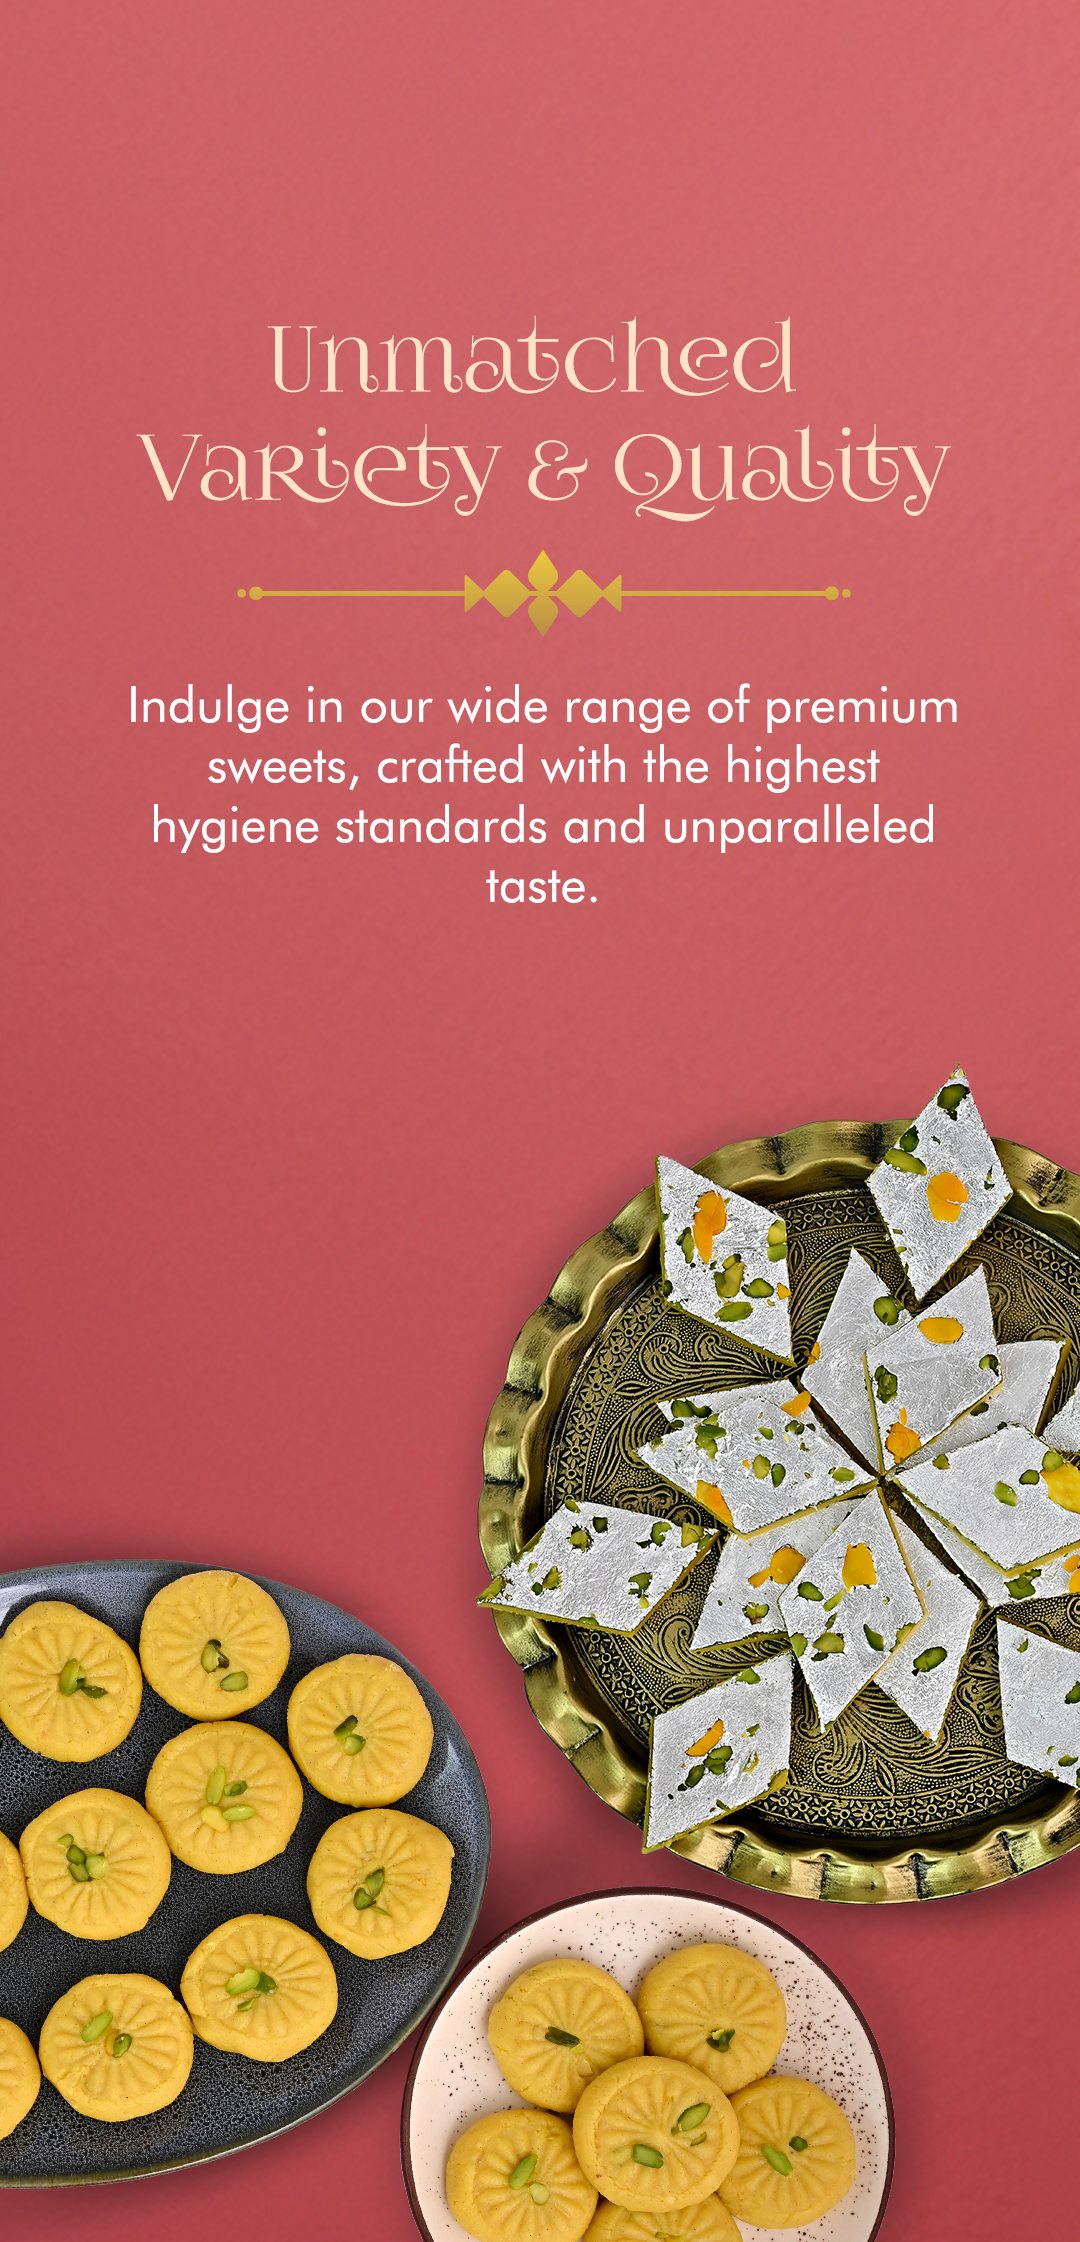 Unmatched
Variety & Quality
Indulge in our wide range of premium
sweets, crafted with the highest
hygiene standards and unparalleled
taste.